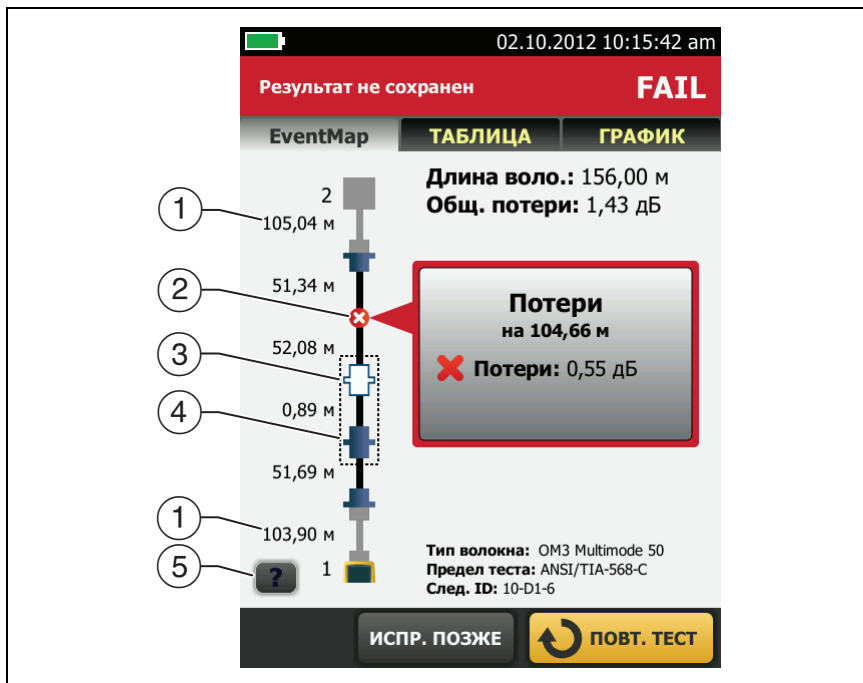 02.10.2012 10:15:42 am
Результат не сохранен FAIL
EventMap ТАБЛИЦА ГРАФИК
Длина воло.: 156,00 м
Общ. потери: 1,43 дБ
2
1
105,04 м
51,34 м
2
Потери
на 104,66 м
Потери: 0,55 дБ
52,08 м
3
0,89 м
4
51,69 м
1
103,90 м
5
?
1
Тип волокна: OM3 Multimode 50
Предел теста: ANSI/TIA-568-C
След. ID: 10-D1-6
ИСПР. ПОЗЖЕ
ПОВТ. ТЕСТ